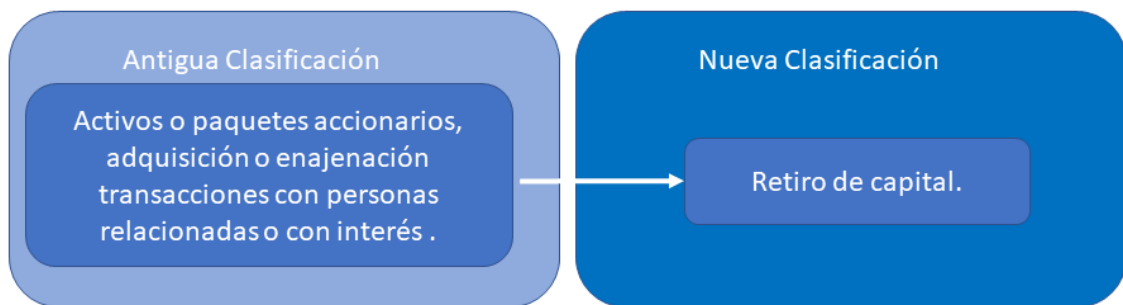 Antigua Clasificación
Activos o paquetes accionarios,
adquisición o enajenación
transacciones con personas
relacionadas o con interés .
Nueva Clasificación
Retiro de capital.